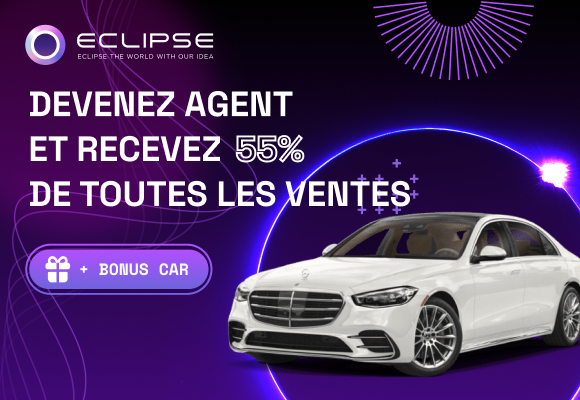 ECLIPSE
ECLIPSE THE WORLD WITH OUR IDEA
DEVENEZ AGENT
ET RECEVEZ 55%
DE TOUTES LES VENTES
+ BONUS CAR